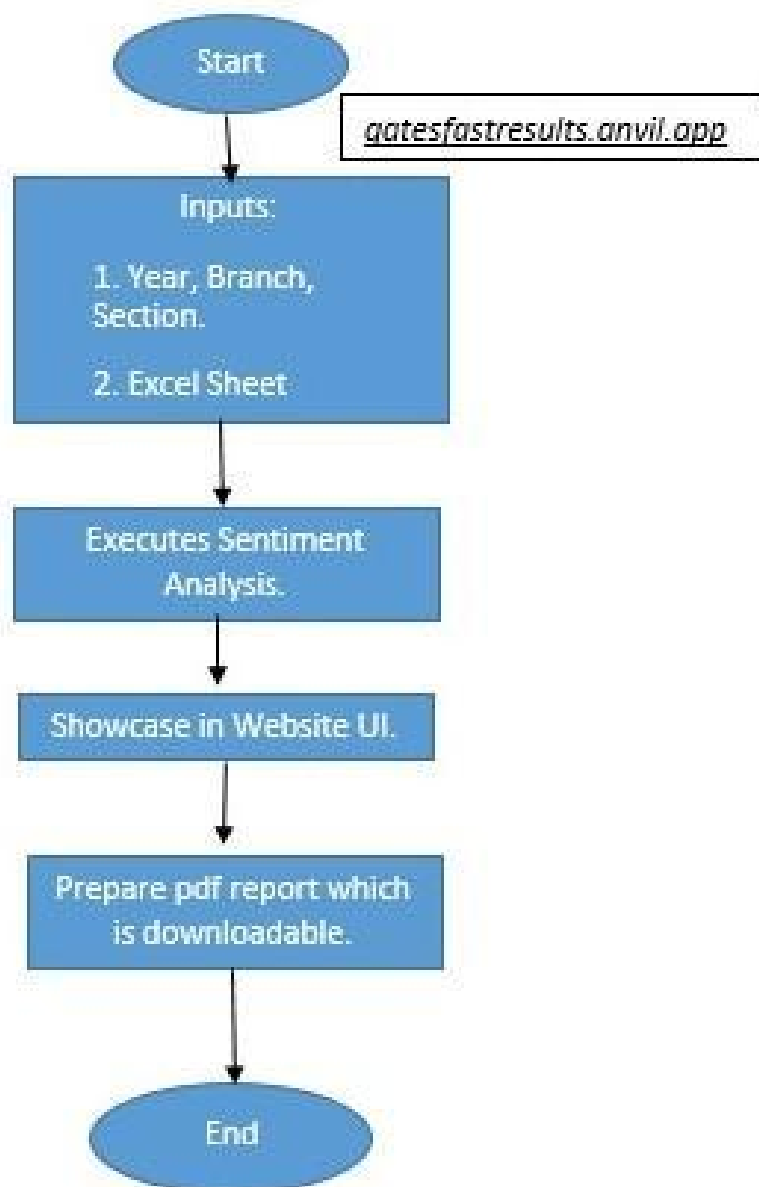 Start
gatesfastresults.anvil.app
Inputs:
1. Year, Branch,
Section.
2. Excel Sheet
Executes Sentiment
Analysis.
Showcase in Website UI.
Prepare pdf report which
is downloadable.
End